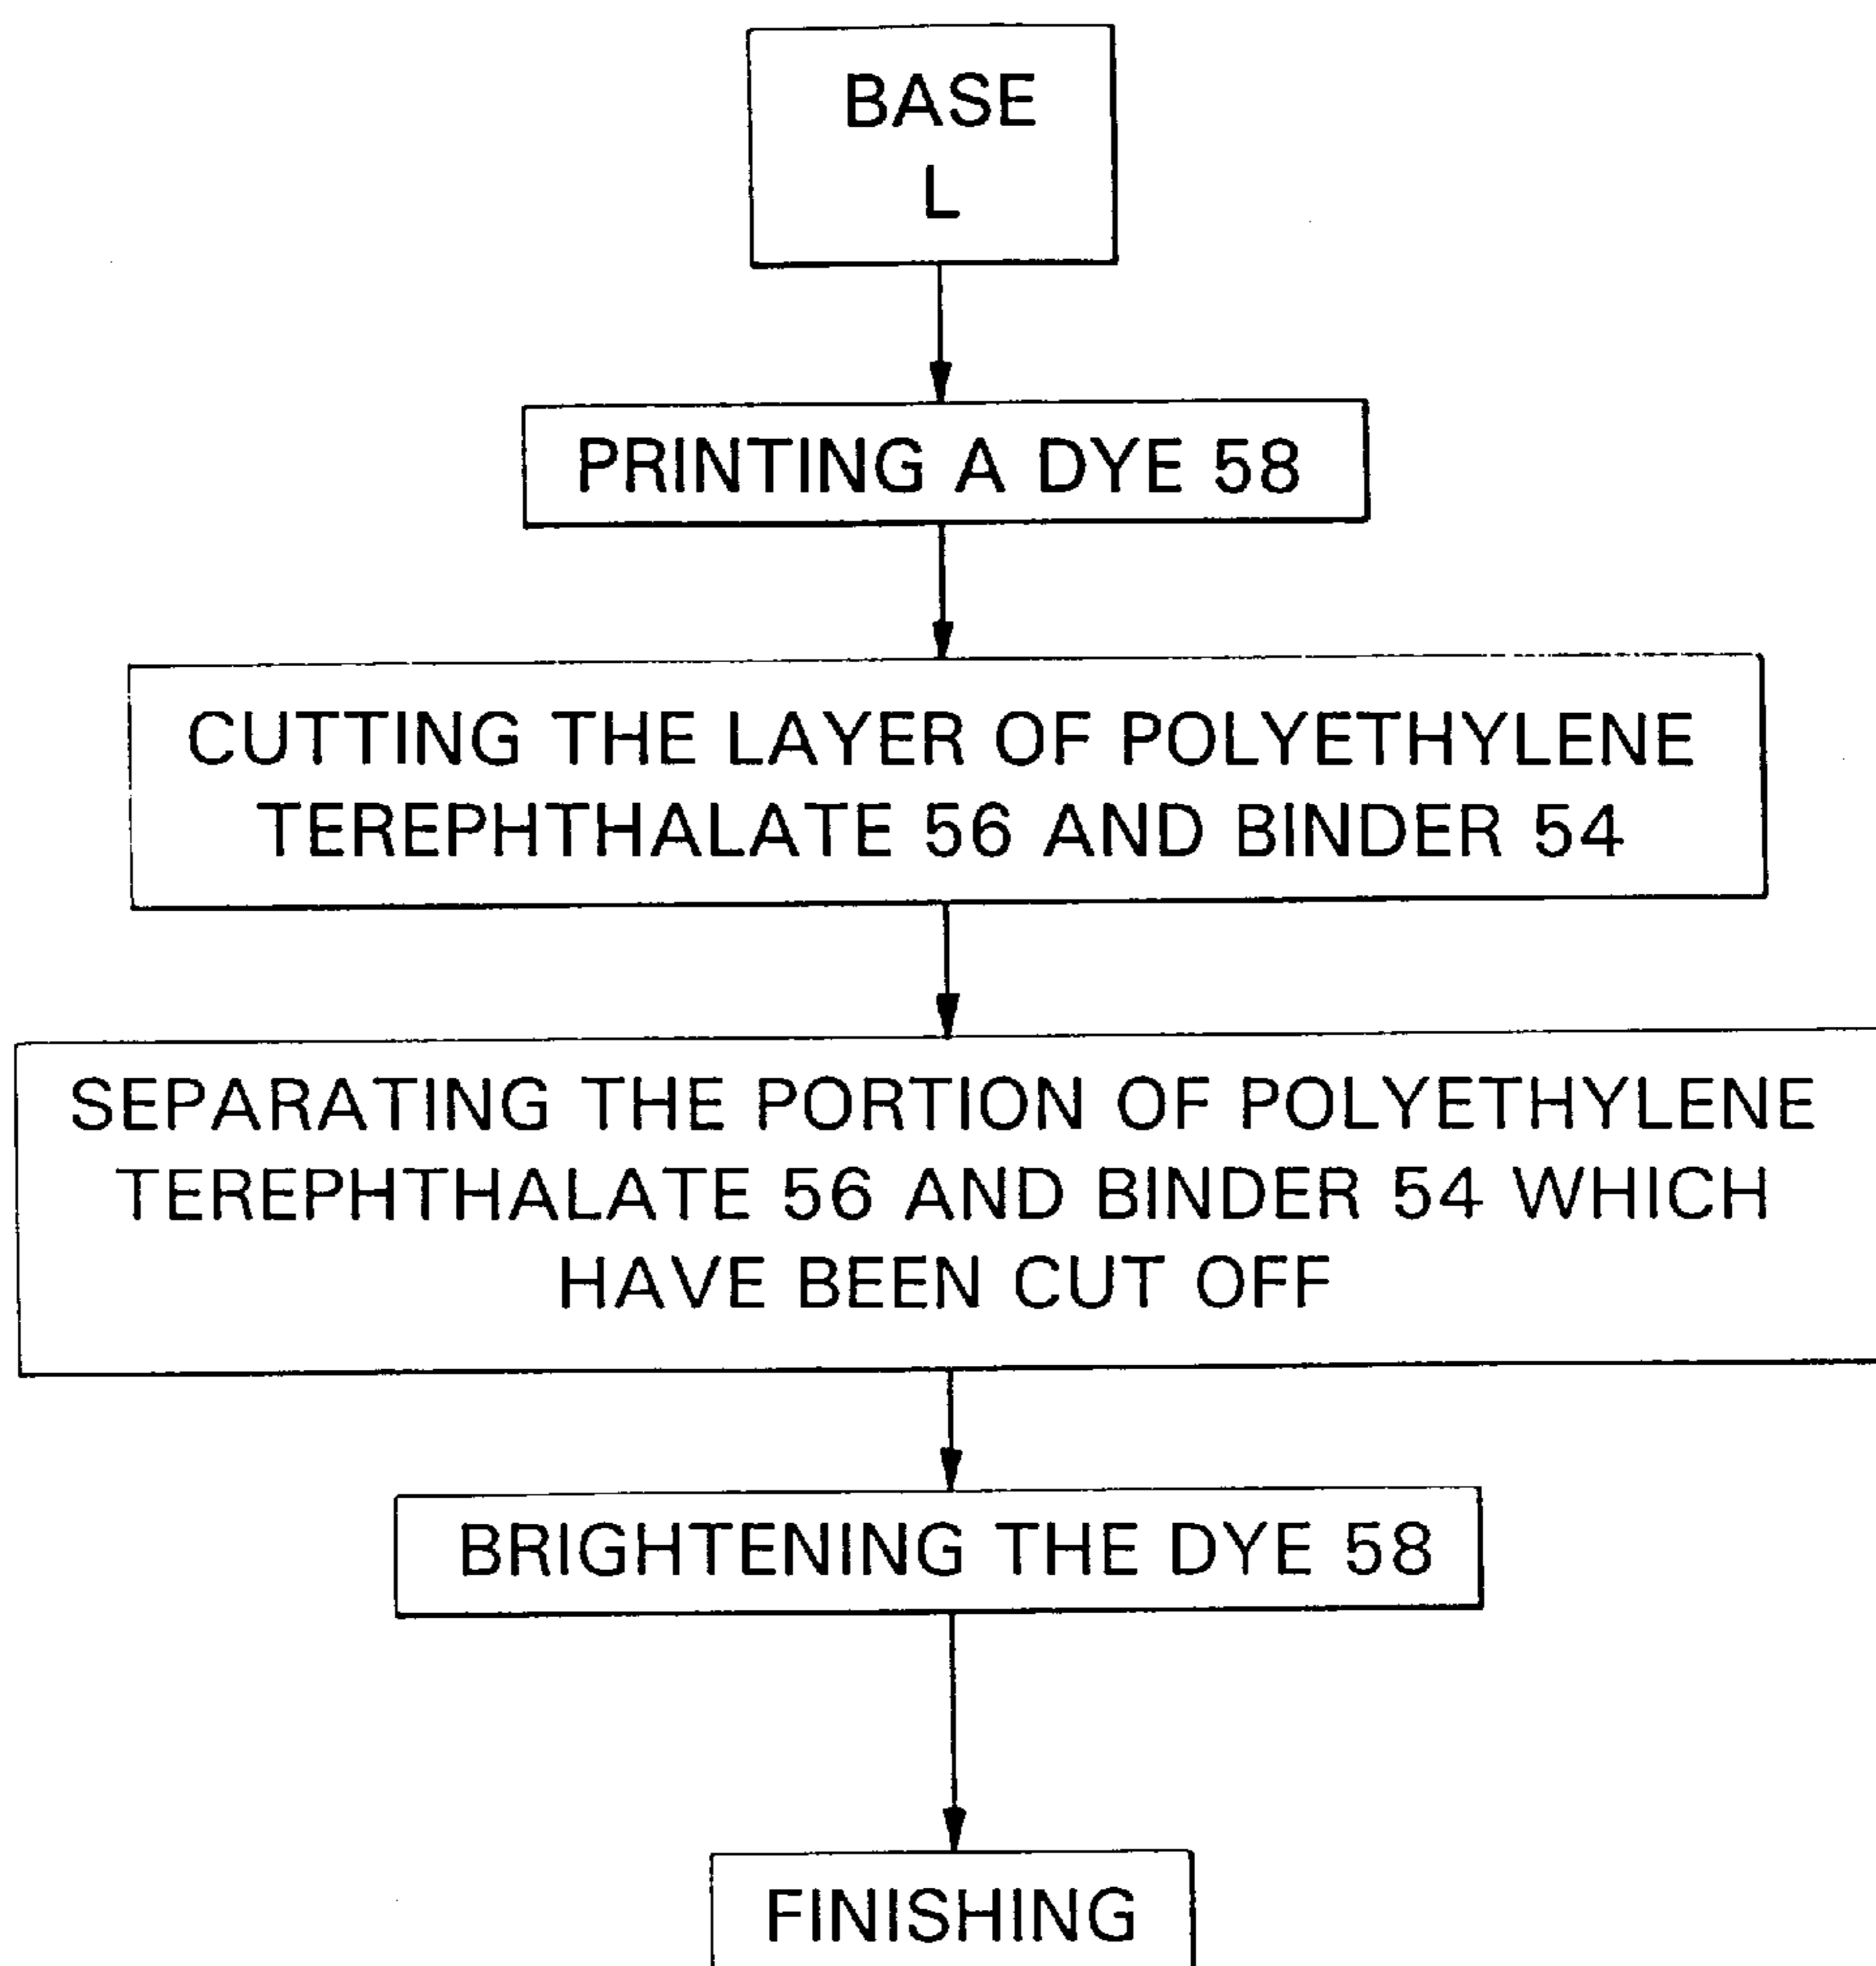 BASE
L
PRINTING A DYE 58
CUTTING THE LAYER OF POLYETHYLENE
TEREPHTHALATE 56 AND BINDER 54
SEPARATING THE PORTION OF POLYETHYLENE
TEREPHTHALATE 56 AND BINDER 54 WHICH
HAVE BEEN CUT OFF
BRIGHTENING THE DYE 58
FINISHING